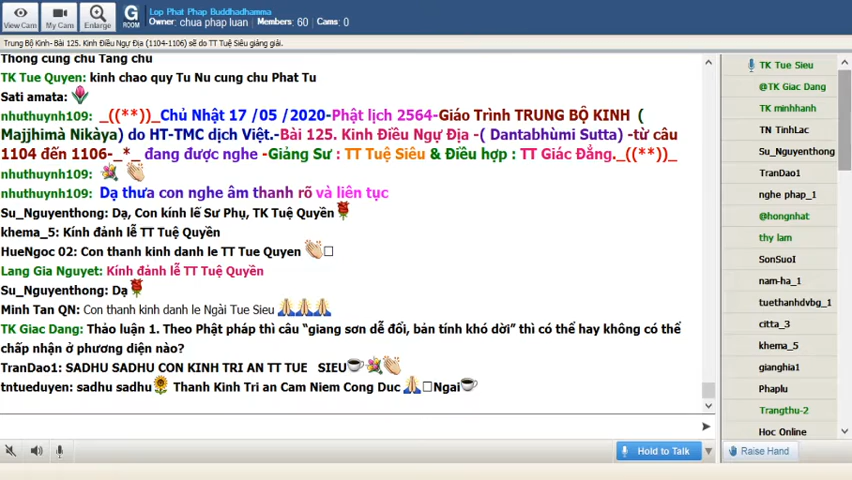 Lop Phat Phap Buddhadhamma
Owner: chua phap luan Members: 60 Cams: 0
View Cam
My Cam
Enlarge
G
ROOM
Trung Bộ Kinh- Bài 125. Kinh Điều Ngự Địa (1104-1106) sẽ do TT Tuệ Siêu giảng giải.
Thong cung Tang chu
TK Tue Quyen: kinh chao quy Tu Nu cung chu Phat Tu
Sati amata:
nhuthuynh109: _((**))_Chủ Nhật 17 /05 /2020-Phật lịch 2564-Giáo Trình TRUNG BỘ KINH (
Majjhimà Nikàya) do HT-TMC dịch Việt.-Bài 125. Kinh Điều Ngự Địa -( Dantabhùmi Sutta) -từ câu
1104 đến 1106-_*_ đang được nghe -Giảng Sư : TT Tuệ Siêu & Điều hợp : TT Giác Đẳng._((**))_
nhuthuynh109:
nhuthuynh109: Dạ thưa con nghe âm thanh rõ và liên tục
Su_Nguyenthong: Dạ, Con kính lể Sư Phụ, TK Tuệ Quyền
khema_5: Kính đảnh lễ TT Tuệ Quyền
HueNgoc 02: Con thanh kinh danh le TT Tue Quyen
Lang Gia Nguyet: Kính đảnh lễ TT Tuệ Quyền
Su_Nguyenthong: Dạ
Minh Tan QN: Con thanh kinh danh le Ngài Tue Sieu
TK Giac Dang: Thảo luận 1. Theo Phật pháp thì câu “giang sơn dễ đổi, bản tính khó dời” thì có thể hay không có thể
chấp nhận ở phương diện nào?
TranDao1: SADHU SADHU CON KINH TRI AN TT TUE SIEU
tntueduyen: sadhu sadhu Thanh Kinh Tri an Cam Niem Cong Duc Ngai
Hold to Talk
TK Tue Sieu
@TK Giac Dang
TK minhhanh
TN TinhLac
Su_Nguyenthong
TranDao1
nghe phap_1
@hongnhat
thy lam
SonSuoI
nam-ha_1
tuethanhdvbg_1
citta_3
khema_5
gianghia1
Phaplu
Trangthu-2
Hoc Online
Raise Hand